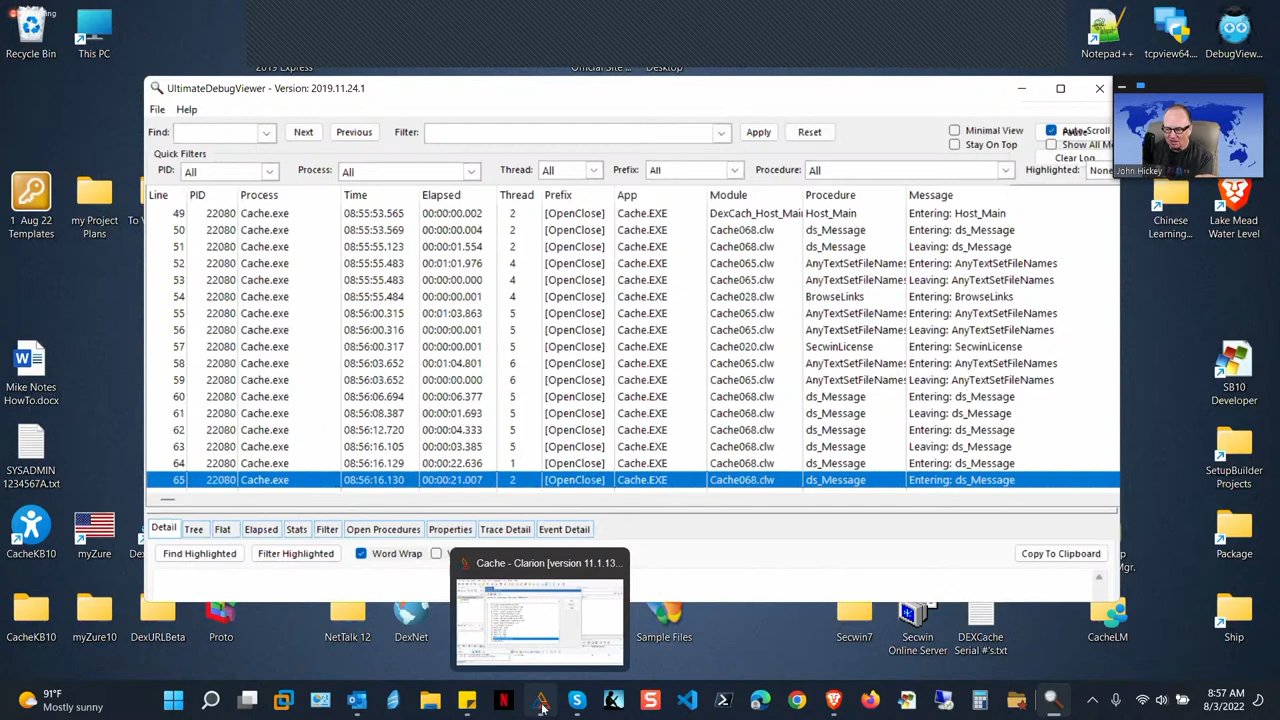 Recycle Bin
This PC
2019 Express
Official Site ...
Desktop
Notepad++
tcpview64....
DebugView...
UltimateDebugViewer - Version: 2019.11.24.1
File Help
Find: Next Previous Filter: Apply Reset
Minimal View
Auto-Scroll
Stay On Top
Clear Log
Quick Filters
PID: All Process: All Thread: All Prefix: All Procedure: All Highlighted: None
John Hickey
Line PID Process Time Elapsed Thread Prefix App Module Procedure Message
49 22080 Cache.exe 08:55:53.565 00:00:00.002 2 [OpenClose] Cache.EXE DexCach_Host_Mai Host_Main Entering: Host_Main
50 22080 Cache.exe 08:55:53.569 00:00:00.004 2 [OpenClose] Cache.EXE Cache068.clw ds_Message Entering: ds_Message
51 22080 Cache.exe 08:55:55.123 00:00:01.554 2 [OpenClose] Cache.EXE Cache068.clw ds_Message Leaving: ds_Message
52 22080 Cache.exe 08:55:55.483 00:01:01.976 4 [OpenClose] Cache.EXE Cache065.clw AnyTextSetFileNames Entering: AnyTextSetFileNames
53 22080 Cache.exe 08:55:55.483 00:00:00.000 4 [OpenClose] Cache.EXE Cache065.clw AnyTextSetFileNames Leaving: AnyTextSetFileNames
54 22080 Cache.exe 08:55:55.484 00:00:00.001 4 [OpenClose] Cache.EXE Cache028.clw BrowseLinks Entering: BrowseLinks
55 22080 Cache.exe 08:56:00.315 00:01:03.863 5 [OpenClose] Cache.EXE Cache065.clw AnyTextSetFileNames Entering: AnyTextSetFileNames
56 22080 Cache.exe 08:56:00.316 00:00:00.001 5 [OpenClose] Cache.EXE Cache065.clw AnyTextSetFileNames Leaving: AnyTextSetFileNames
57 22080 Cache.exe 08:56:00.317 00:00:00.001 5 [OpenClose] Cache.EXE Cache020.clw SecwinLicense Entering: SecwinLicense
58 22080 Cache.exe 08:56:03.652 00:01:04.801 6 [OpenClose] Cache.EXE Cache065.clw AnyTextSetFileNames Entering: AnyTextSetFileNames
59 22080 Cache.exe 08:56:03.652 00:00:00.000 6 [OpenClose] Cache.EXE Cache065.clw AnyTextSetFileNames Leaving: AnyTextSetFileNames
60 22080 Cache.exe 08:56:06.694 00:00:06.377 5 [OpenClose] Cache.EXE Cache068.clw ds_Message Entering: ds_Message
61 22080 Cache.exe 08:56:08.387 00:00:01.693 5 [OpenClose] Cache.EXE Cache068.clw ds_Message Leaving: ds_Message
62 22080 Cache.exe 08:56:12.720 00:00:04.333 5 [OpenClose] Cache.EXE Cache068.clw ds_Message Entering: ds_Message
63 22080 Cache.exe 08:56:16.105 00:00:03.385 5 [OpenClose] Cache.EXE Cache068.clw ds_Message Leaving: ds_Message
64 22080 Cache.exe 08:56:16.129 00:00:22.636 1 [OpenClose] Cache.EXE Cache068.clw ds_Message Entering: ds_Message
65 22080 Cache.exe 08:56:16.130 00:00:21.007 2 [OpenClose] Cache.EXE Cache068.clw ds_Message Entering: ds_Message
Detail Tree Flat Elapsed Stats Filter Open Procedures Properties Trace Detail Event Detail
Find Highlighted Filter Highlighted Word Wrap Copy To Clipboard
Cache - Clarion [version 11.1.13...
1 Aug 22
Templates
my Project
Plans
Chinese
Learning...
Lake Mead
Water Level
Mike Notes
HowTo.docx
SB10
Developer
SYSADMIN
1234567A.txt
SetupBuilder
Projects
CacheKB10
myZure
Package
CacheKB10
myZure10
DexURLBeta
NetTalk 12
DexNet
Sample Files
Secwin7
Secwin
Online Server
DEXCache
Serial #'s.txt
CacheLM
Ship
91°F
Mostly sunny
8:57 AM
8/3/2022